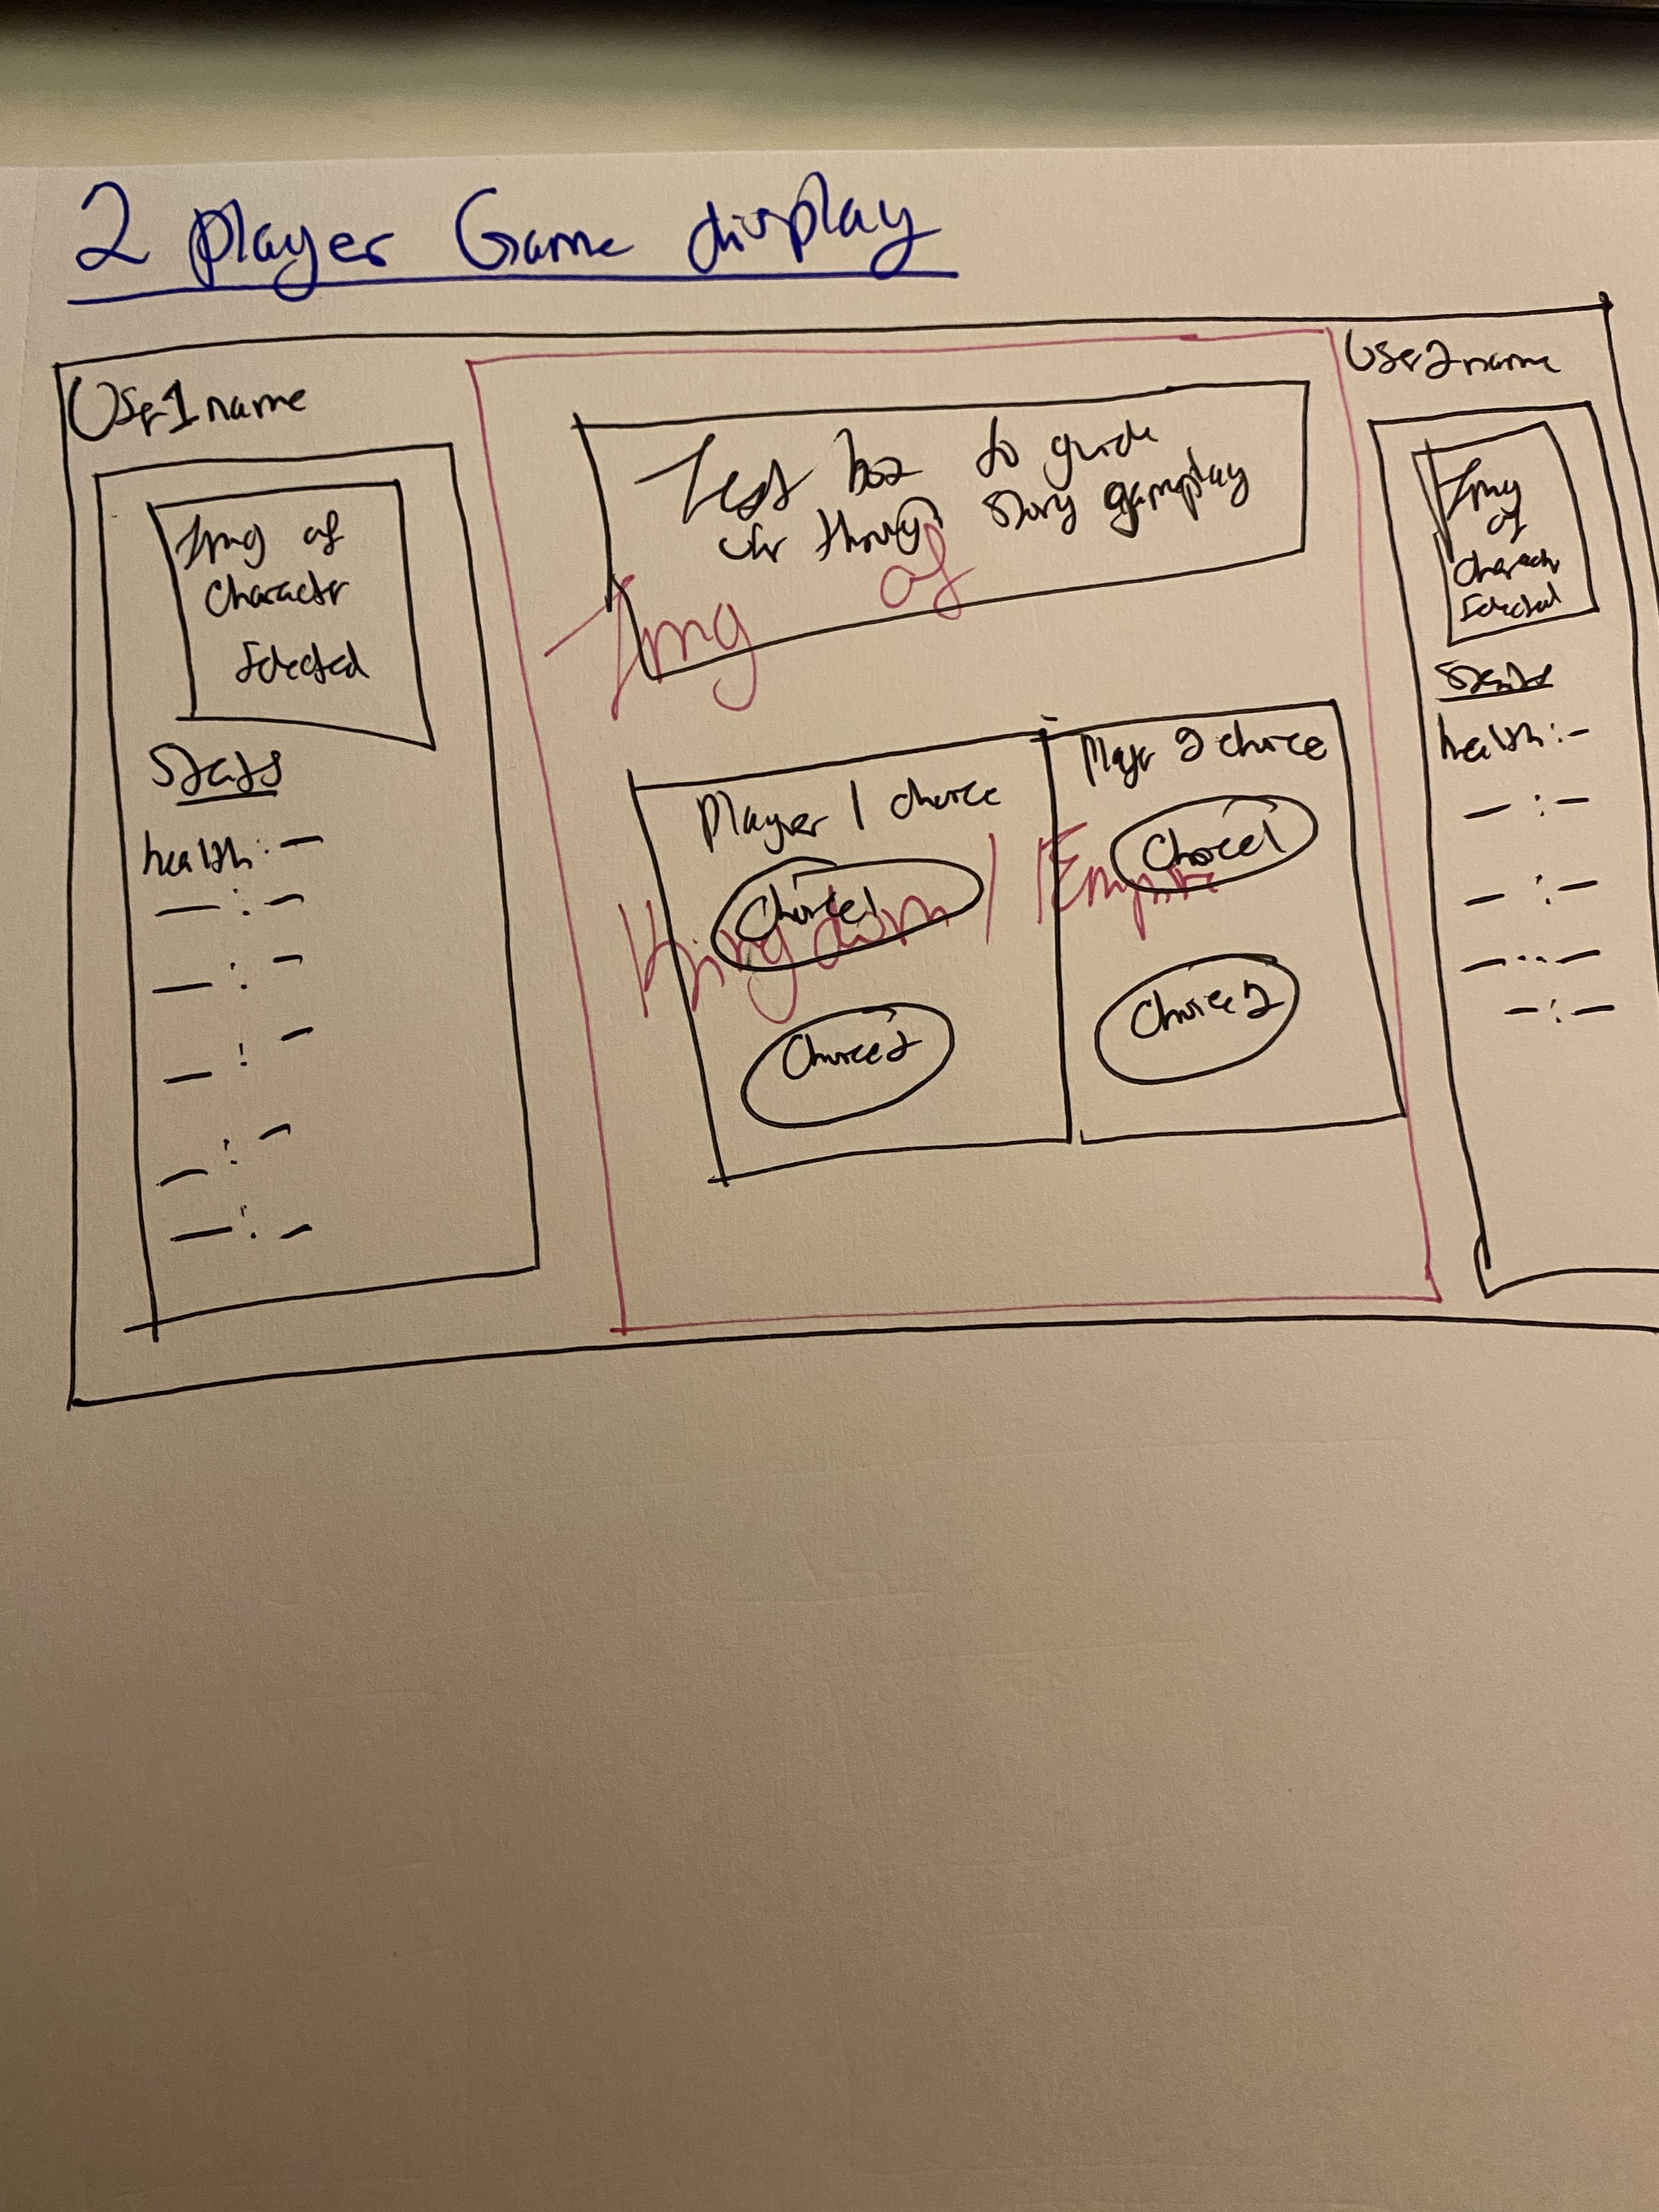 2 Player Game display
User1name
Img of
Character
Selected
Stats
health:-
- : -
- : -
- : -
- : -
- : -
Text box to guide
usr through story gameplay
Img of
Kingdom / Empire
Player 1 choice
Choice1
Choice2
Player 2 choice
Choice1
Choice2
User2name
Img
of
Character
Selected
Stats
health:-
- : -
- : -
- : -
- : -